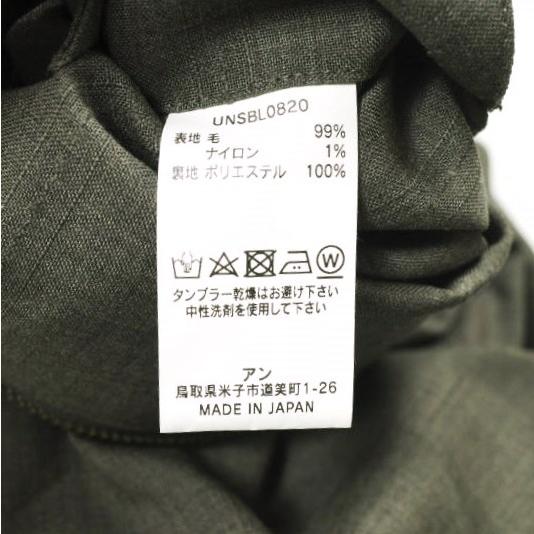 UNSBL0820
表地 毛 99%
ナイロン 1%
裏地 ポリエステル 100%
W
タンブラー乾燥はお避け下さい
中性洗剤を使用して下さい
アン
鳥取県米子市道笑町1-26
MADE IN JAPAN